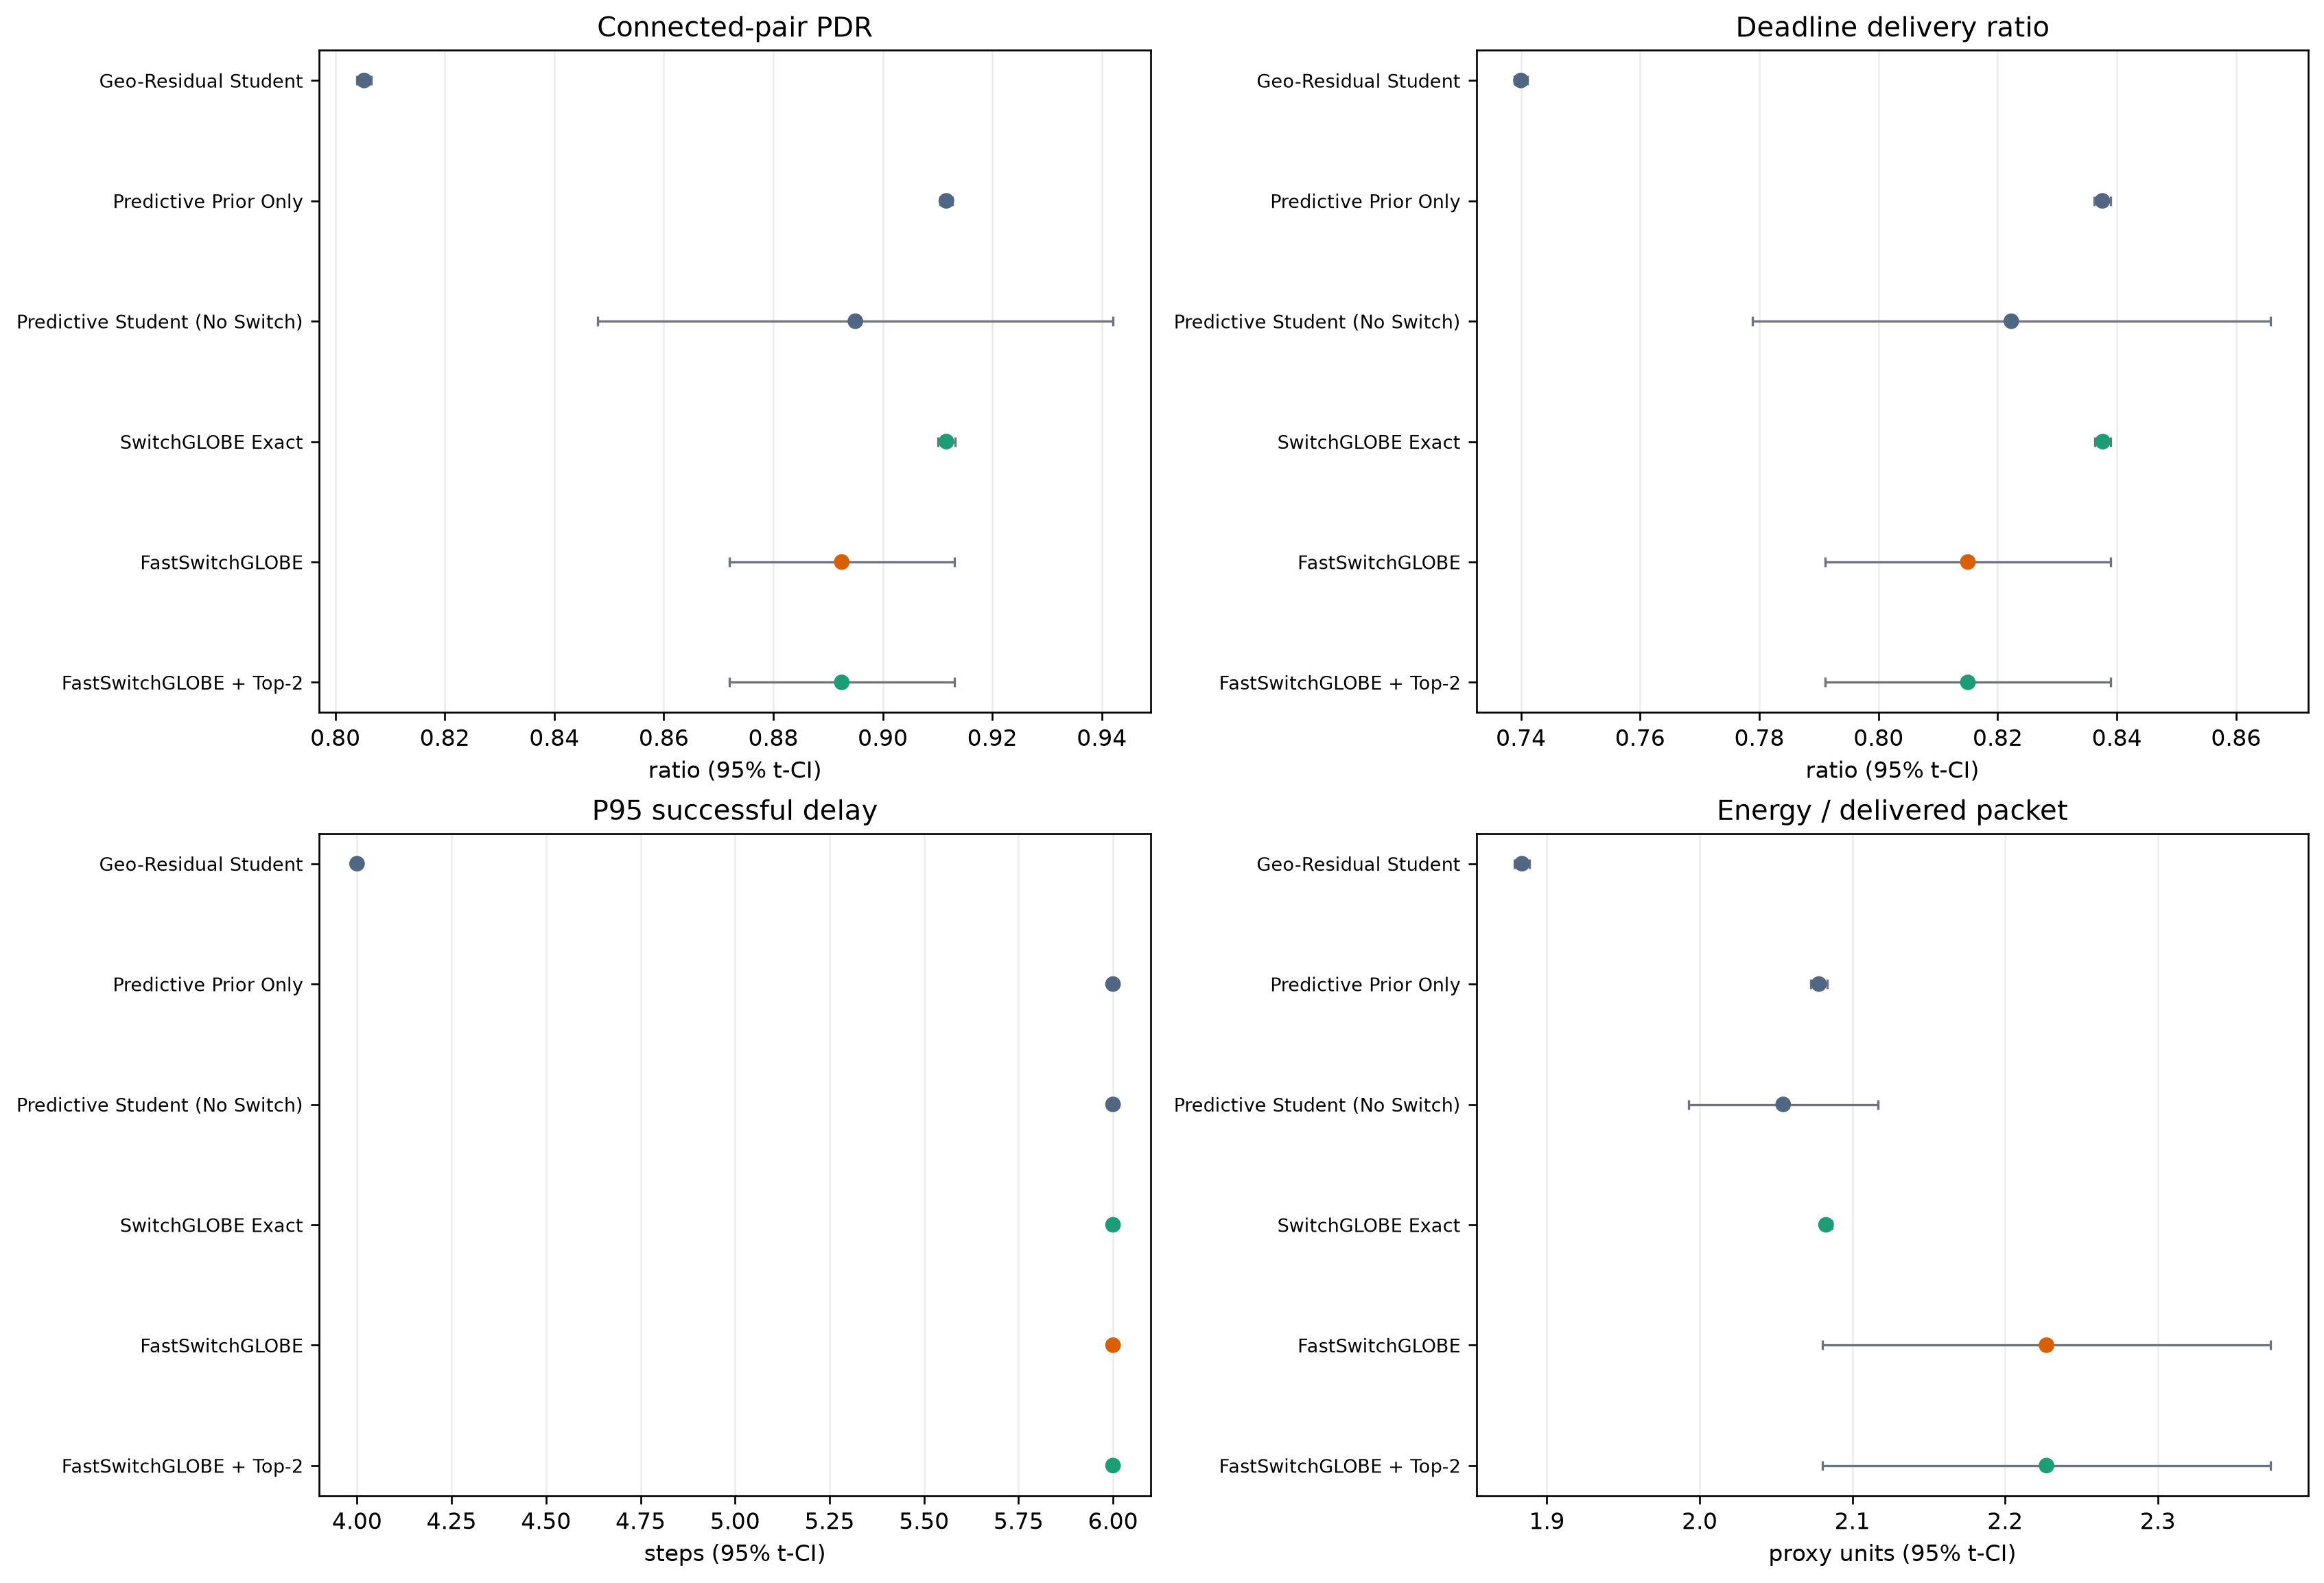 Connected-pair PDR
Geo-Residual Student
Predictive Prior Only
Predictive Student (No Switch)
SwitchGLOBE Exact
FastSwitchGLOBE
FastSwitchGLOBE + Top-2
0.80 0.82 0.84 0.86 0.88 0.90 0.92 0.94
ratio (95% t-CI)
Deadline delivery ratio
Geo-Residual Student
Predictive Prior Only
Predictive Student (No Switch)
SwitchGLOBE Exact
FastSwitchGLOBE
FastSwitchGLOBE + Top-2
0.74 0.76 0.78 0.80 0.82 0.84 0.86
ratio (95% t-CI)
P95 successful delay
Geo-Residual Student
Predictive Prior Only
Predictive Student (No Switch)
SwitchGLOBE Exact
FastSwitchGLOBE
FastSwitchGLOBE + Top-2
4.00 4.25 4.50 4.75 5.00 5.25 5.50 5.75 6.00
steps (95% t-CI)
Energy / delivered packet
Geo-Residual Student
Predictive Prior Only
Predictive Student (No Switch)
SwitchGLOBE Exact
FastSwitchGLOBE
FastSwitchGLOBE + Top-2
1.9 2.0 2.1 2.2 2.3
proxy units (95% t-CI)